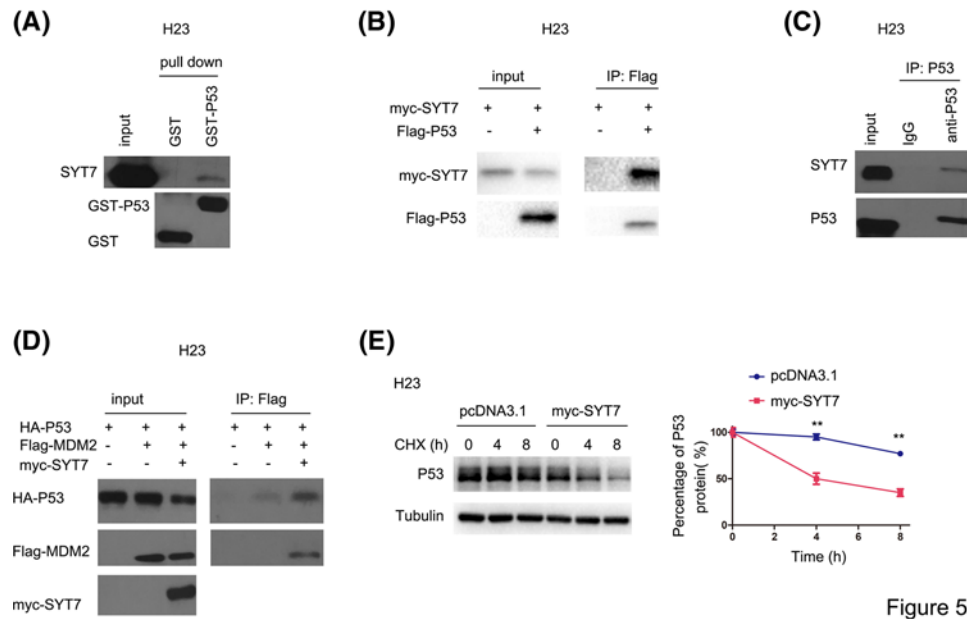 (A)
H23
pull down
input
GST
GST-P53
SYT7
GST-P53
GST
(B)
H23
input
IP: Flag
myc-SYT7 + + + +
Flag-P53 - + - +
myc-SYT7
Flag-P53
(C)
H23
IP: P53
input
IgG
anti-P53
SYT7
P53
(D)
H23
input
IP: Flag
HA-P53 + + + + + +
Flag-MDM2 - + + - + +
myc-SYT7 - - + - - +
HA-P53
Flag-MDM2
myc-SYT7
(E)
H23
pcDNA3.1 myc-SYT7
CHX (h) 0 4 8 0 4 8
P53
Tubulin
pcDNA3.1
myc-SYT7
Percentage of P53
protein( %)
100
50
0
** **
0 2 4 6 8
Time (h)
Figure 5